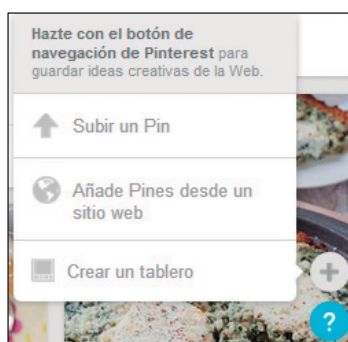 Hazte con el botón de
navegación de Pinterest para
guardar ideas creativas de la Web.
Subir un Pin
Añade Pines desde un
sitio web
Crear un tablero
+
?